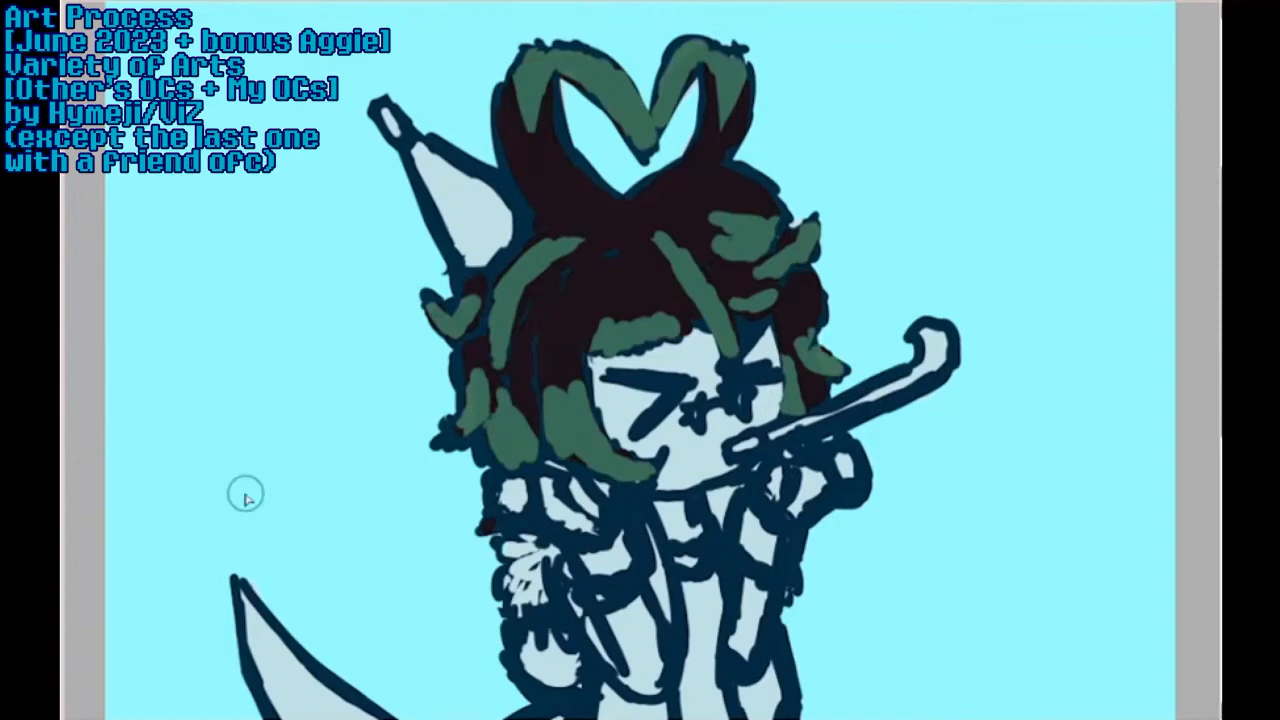 Art Process
[June 2023 + bonus Aggie]
Variety of Arts
[Other's OCs + My OCs]
by Hymeji/ViZ
(except the last one
with a friend ofc)